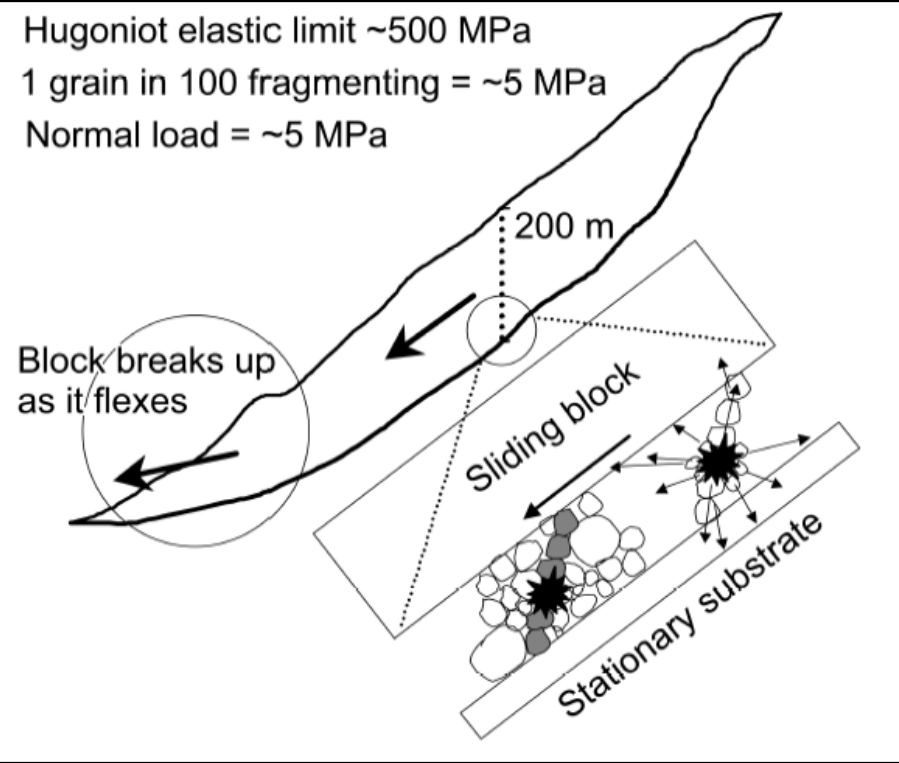 Hugoniot elastic limit ~500 MPa
1 grain in 100 fragmenting = ~5 MPa
Normal load = ~5 MPa
200 m
Block breaks up
as it flexes
Sliding block
Stationary substrate